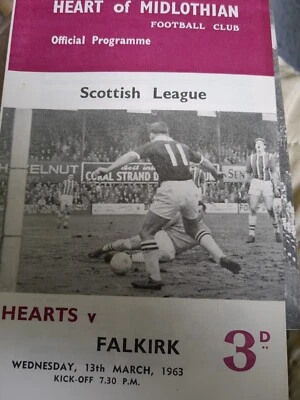 HEART OF MIDLOTHIAN
FOOTBALL CLUB
Official Programme
Scottish League
CORAL STRAND
11
HEARTS v
FALKIRK
3D.
WEDNESDAY, 13th MARCH, 1963
KICK-OFF 7.30 P.M.